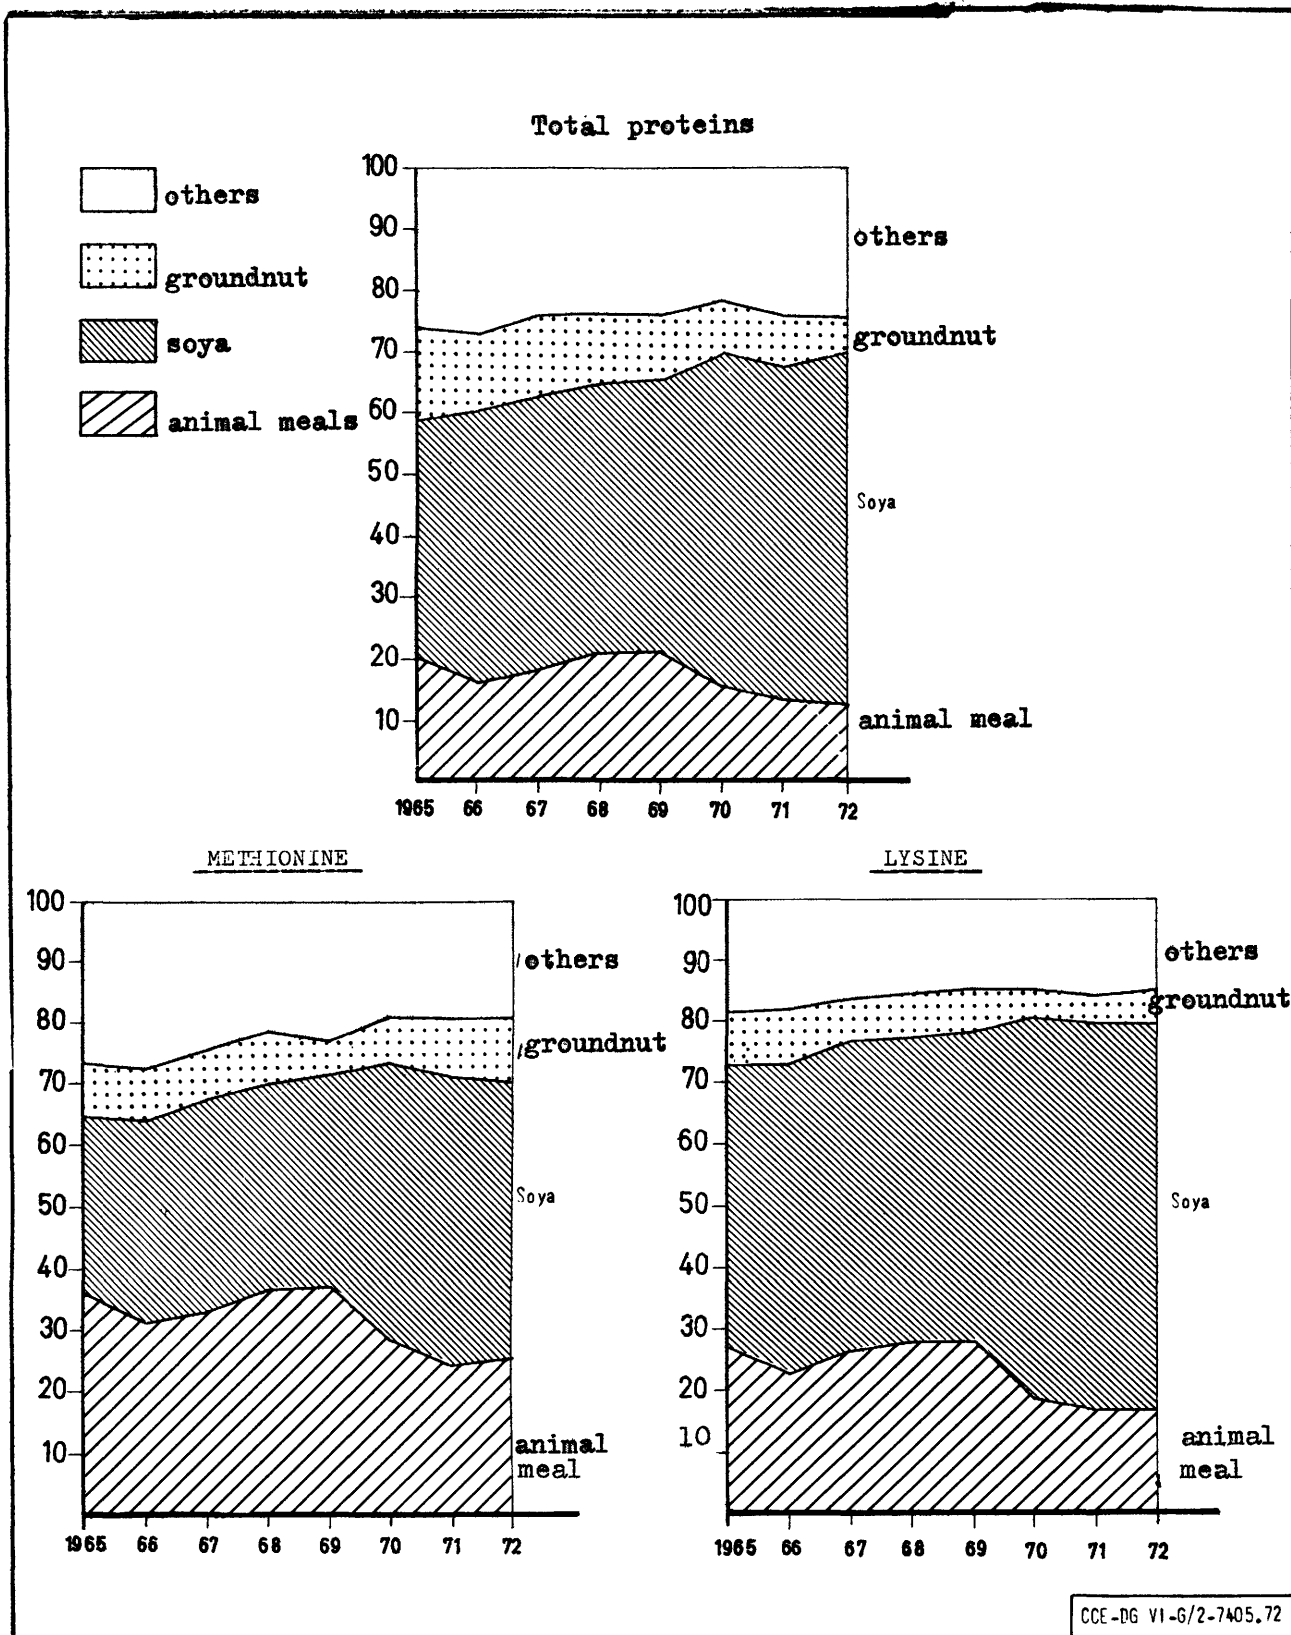 Total proteins
others
groundnut
soya
animal meals
100
90
80
70
60
50
40
30
20
10
others
groundnut
Soya
animal meal
1965 66 67 68 69 70 71 72
METHIONINE
100
90
80
70
60
50
40
30
20
10
others
groundnut
Soya
animal
meal
1965 66 67 68 69 70 71 72
LYSINE
100
90
80
70
60
50
40
30
20
10
others
groundnut
Soya
animal
meal
1965 66 67 68 69 70 71 72
CCE-DG VI-G/2-7405.72